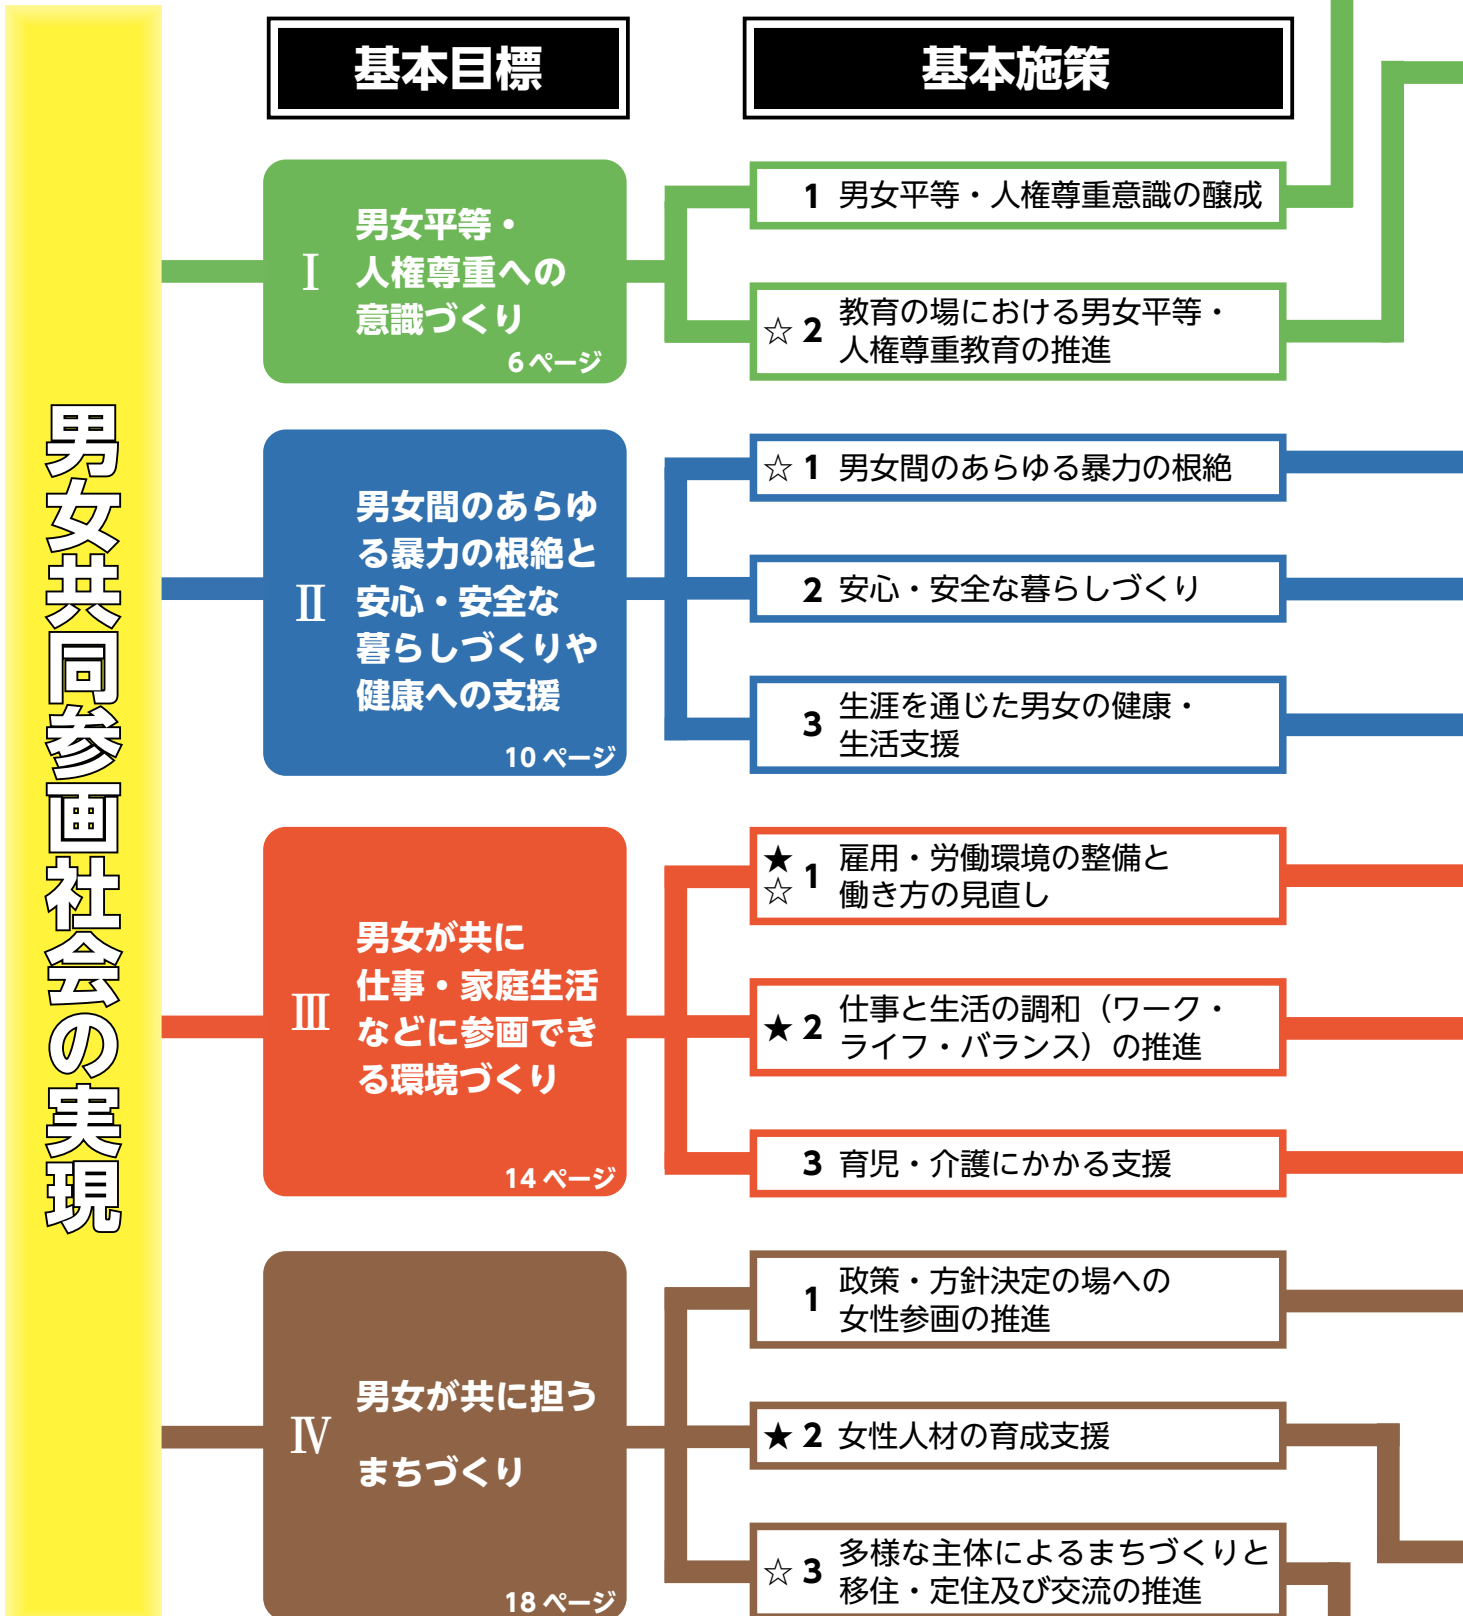 男女共同参画社会の実現
基本目標
基本施策
Ⅰ
男女平等・
人権尊重への
意識づくり
6 ページ
1 男女平等・人権尊重意識の醸成
☆ 2 教育の場における男女平等・
人権尊重教育の推進
Ⅱ
男女間のあらゆ
る暴力の根絶と
安心・安全な
暮らしづくりや
健康への支援
10 ページ
☆ 1 男女間のあらゆる暴力の根絶
2 安心・安全な暮らしづくり
3 生涯を通じた男女の健康・
生活支援
Ⅲ
男女が共に
仕事・家庭生活
などに参画でき
る環境づくり
14 ページ
★☆ 1 雇用・労働環境の整備と
働き方の見直し
★ 2 仕事と生活の調和（ワーク・
ライフ・バランス）の推進
3 育児・介護にかかる支援
Ⅳ
男女が共に担う
まちづくり
18 ページ
1 政策・方針決定の場への
女性参画の推進
★ 2 女性人材の育成支援
☆ 3 多様な主体によるまちづくりと
移住・定住及び交流の推進